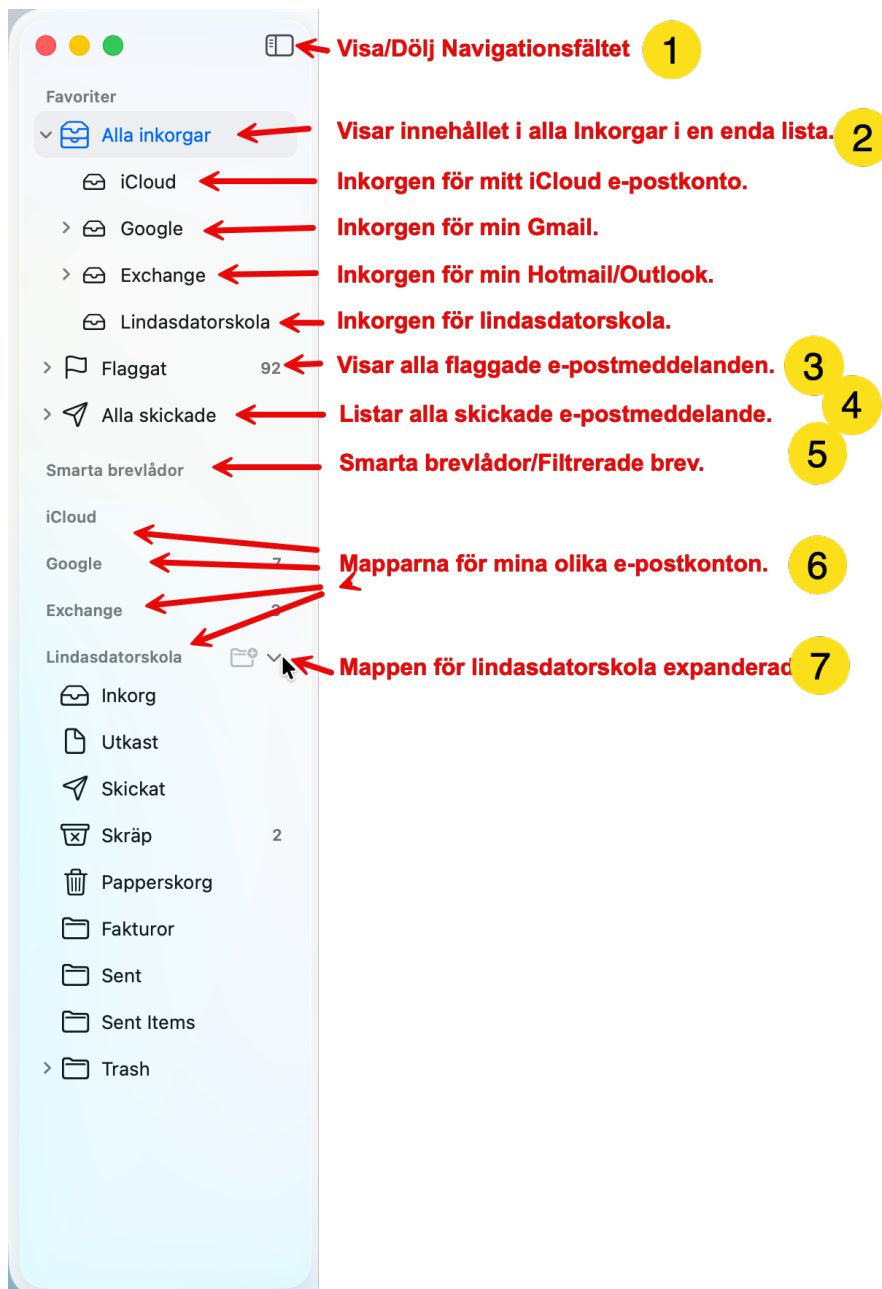 Visa/Dölj Navigationsfältet 1
Favoriter
Alla inkorgar Visar innehållet i alla Inkorgar i en enda lista. 2
iCloud Inkorgen för mitt iCloud e-postkonto.
Google Inkorgen för min Gmail.
Exchange Inkorgen för min Hotmail/Outlook.
Lindasdatorskola Inkorgen för lindasdatorskola.
Flaggat 92 Visar alla flaggade e-postmeddelanden. 3
Alla skickade Listar alla skickade e-postmeddelande. 4
Smarta brevlådor Smarta brevlådor/Filtrerade brev. 5
iCloud
Google 7 Mapparna för mina olika e-postkonton. 6
Exchange
Lindasdatorskola Mappen för lindasdatorskola expanderad 7
Inkorg
Utkast
Skickat
Skräp 2
Papperskorg
Fakturor
Sent
Sent Items
Trash